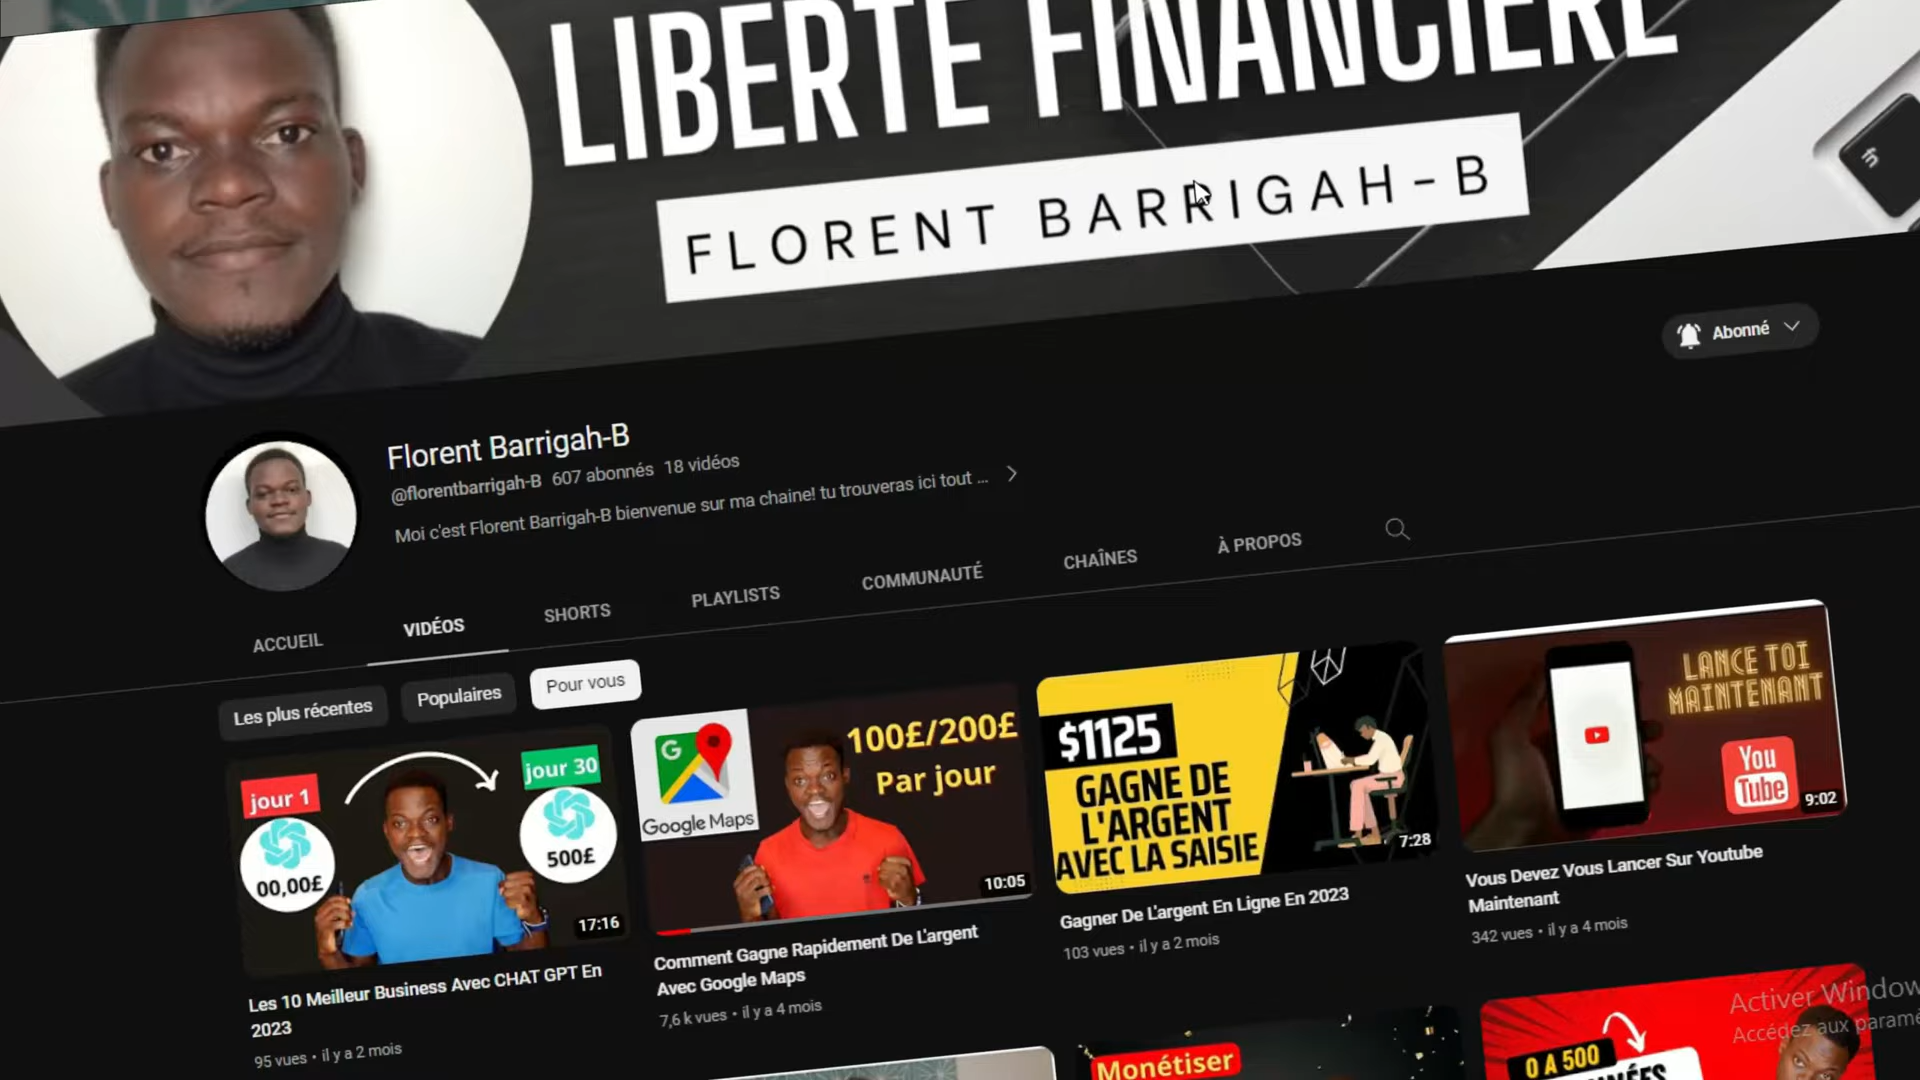 LIBERTÉ FINANCIÈRE
FLORENT BARRIGAH-B
Abonné
Florent Barrigah-B
@florentbarrigah-B 607 abonnés 18 vidéos
Moi c'est Florent Barrigah-B bienvenue sur ma chaine! tu trouveras ici tout ...
ACCUEIL
VIDÉOS
SHORTS
PLAYLISTS
COMMUNAUTÉ
CHAÎNES
À PROPOS
Les plus récentes
Populaires
Pour vous
jour 1
jour 30
00,00£
500£
17:16
Les 10 Meilleur Business Avec CHAT GPT En
2023
95 vues • il y a 2 mois
G
Google Maps
100£/200£
Par jour
10:05
Comment Gagne Rapidement De L'argent
Avec Google Maps
7,6 k vues • il y a 4 mois
$1125
GAGNE DE
L'ARGENT
AVEC LA SAISIE
7:28
Gagner De L'argent En Ligne En 2023
103 vues • il y a 2 mois
LANCE TOI
MAINTENANT
You
Tube
9:02
Vous Devez Vous Lancer Sur Youtube
Maintenant
342 vues • il y a 4 mois
Monétiser
0 A 500
Activer Window
Accédez aux paramè